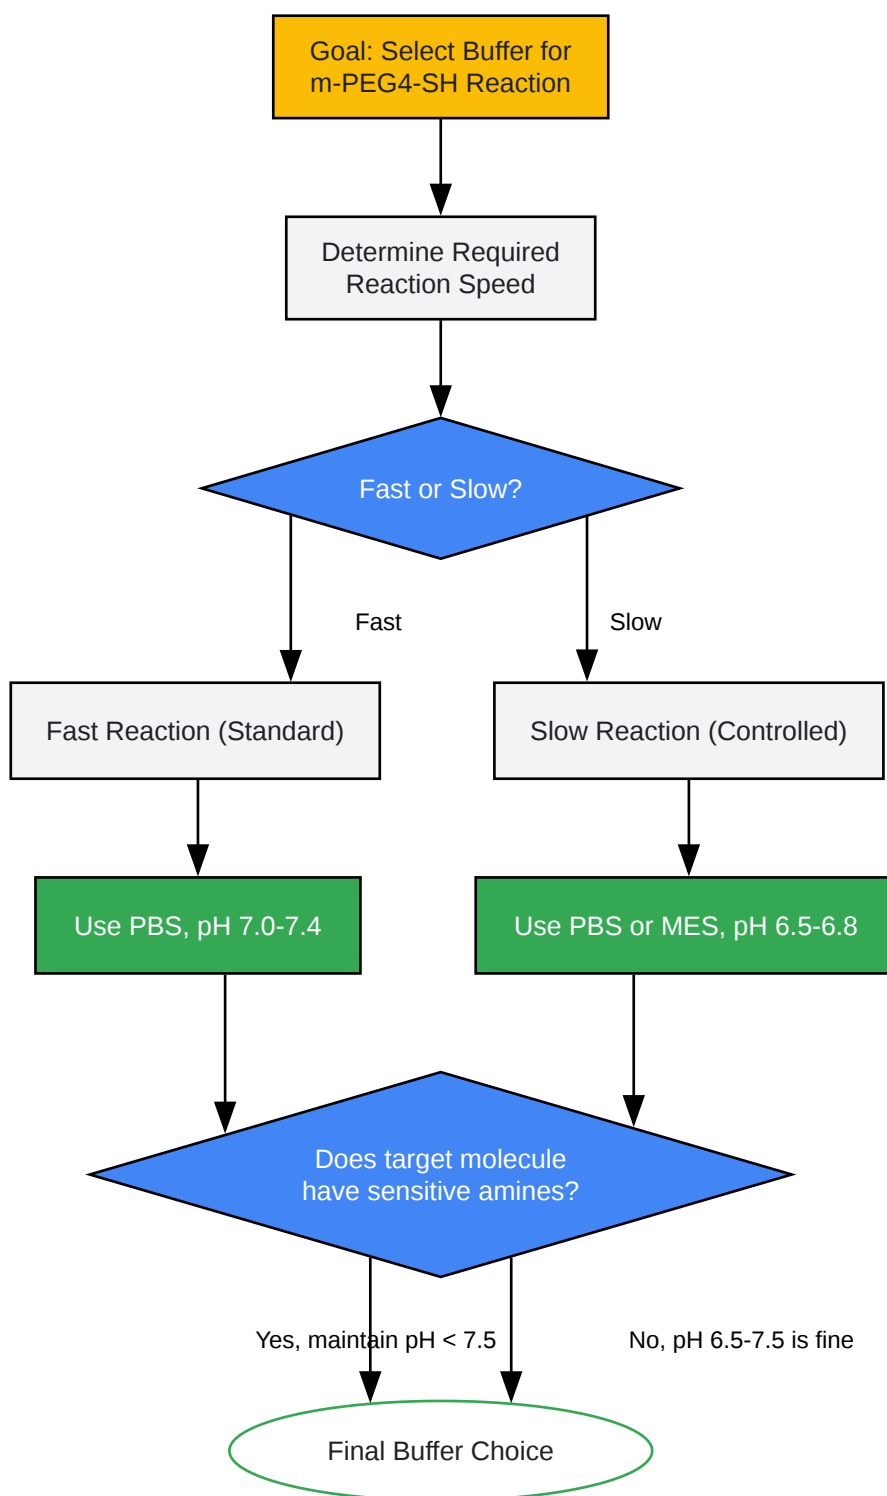 Goal: Select Buffer for
m-PEG4-SH Reaction
Determine Required
Reaction Speed
Fast or Slow?
Fast
Slow
Fast Reaction (Standard)
Slow Reaction (Controlled)
Use PBS, pH 7.0-7.4
Use PBS or MES, pH 6.5-6.8
Does target molecule
have sensitive amines?
Yes, maintain pH < 7.5
No, pH 6.5-7.5 is fine
Final Buffer Choice